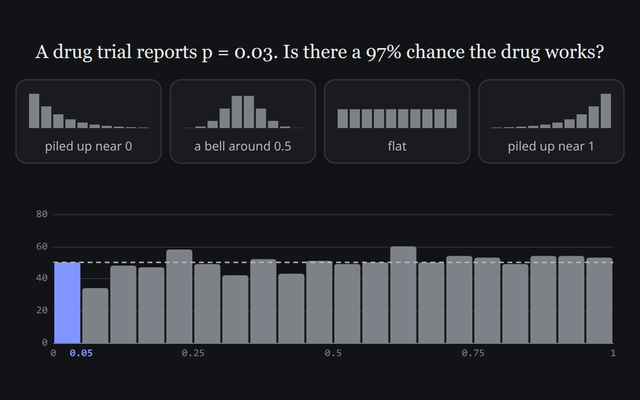 A drug trial reports p = 0.03. Is there a 97% chance the drug works?
piled up near 0
a bell around 0.5
flat
piled up near 1
80
60
40
20
0
0 0.05 0.25 0.5 0.75 1